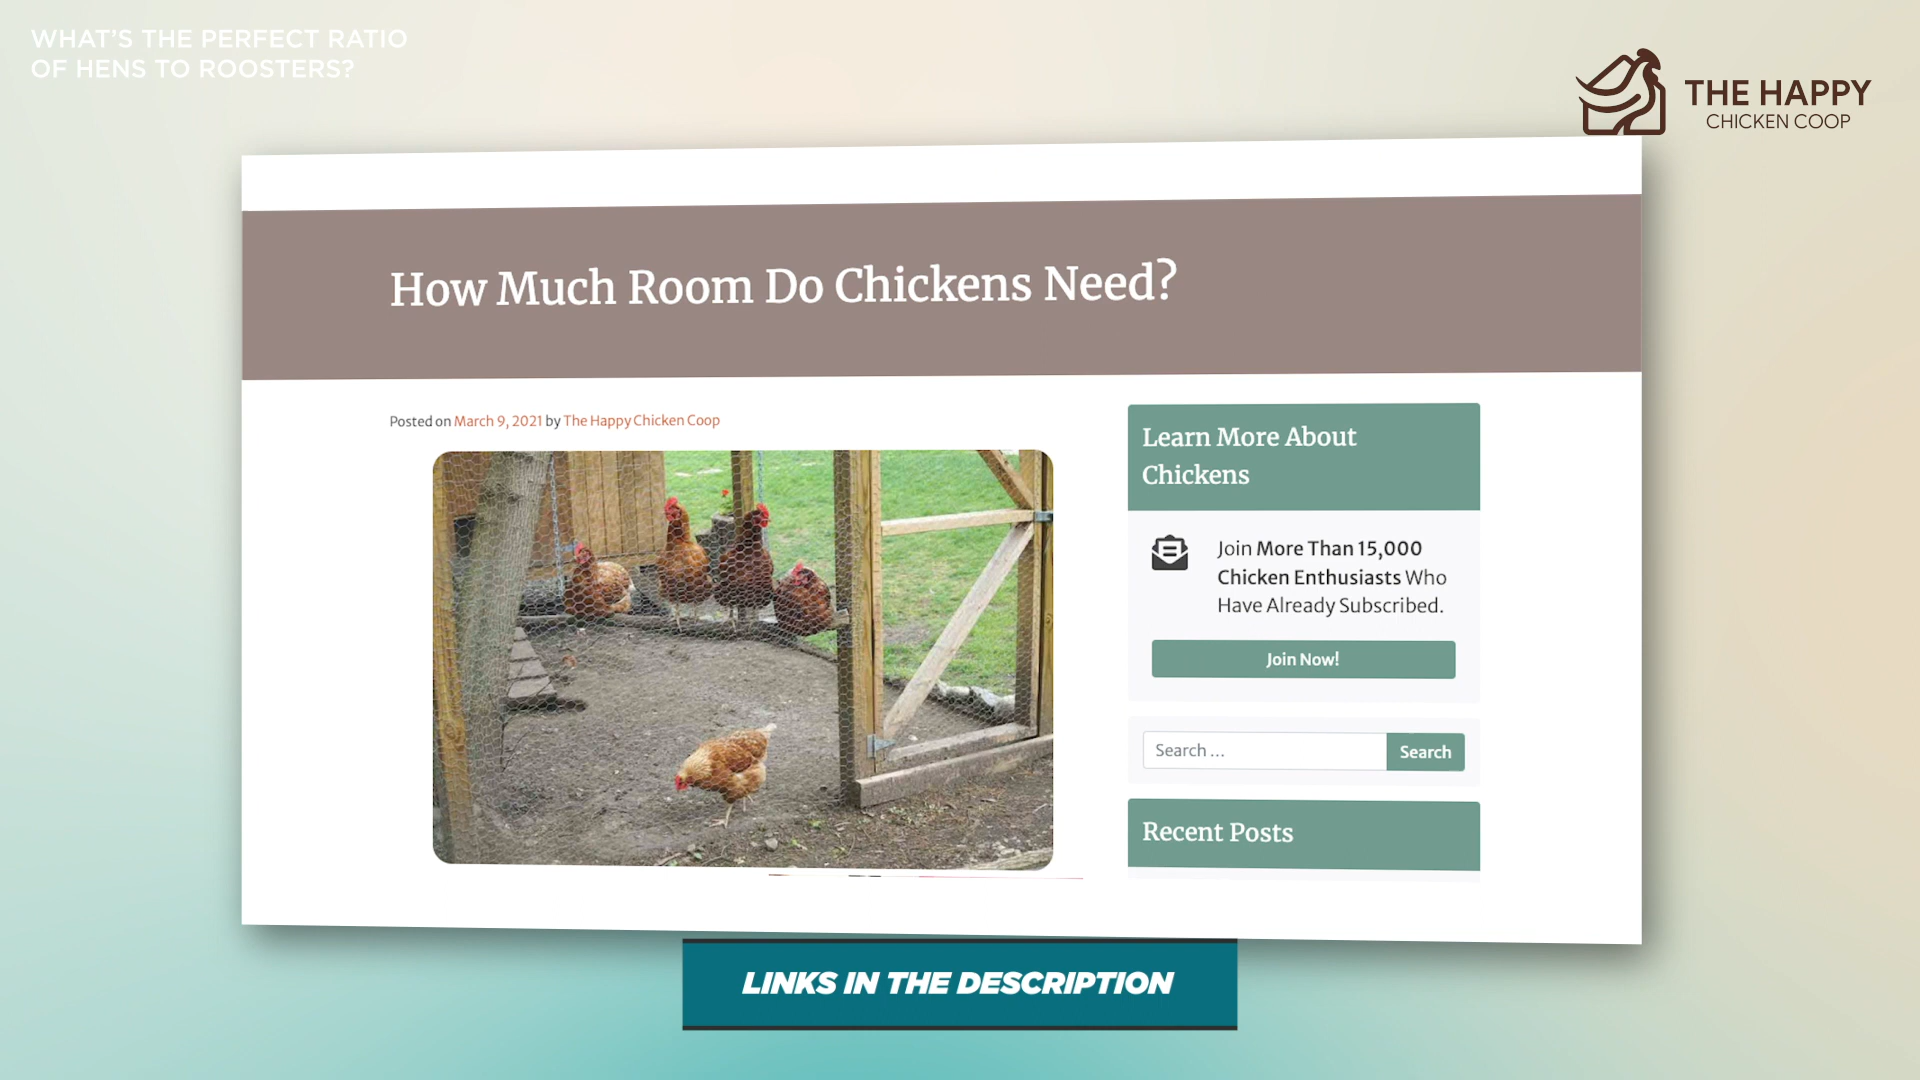 WHAT'S THE PERFECT RATIO
OF HENS TO ROOSTERS?
THE HAPPY
CHICKEN COOP
How Much Room Do Chickens Need?
Posted on March 9, 2021 by The Happy Chicken Coop
Learn More About
Chickens
Join More Than 15,000
Chicken Enthusiasts Who
Have Already Subscribed.
Join Now!
Search ...
Search
Recent Posts
LINKS IN THE DESCRIPTION